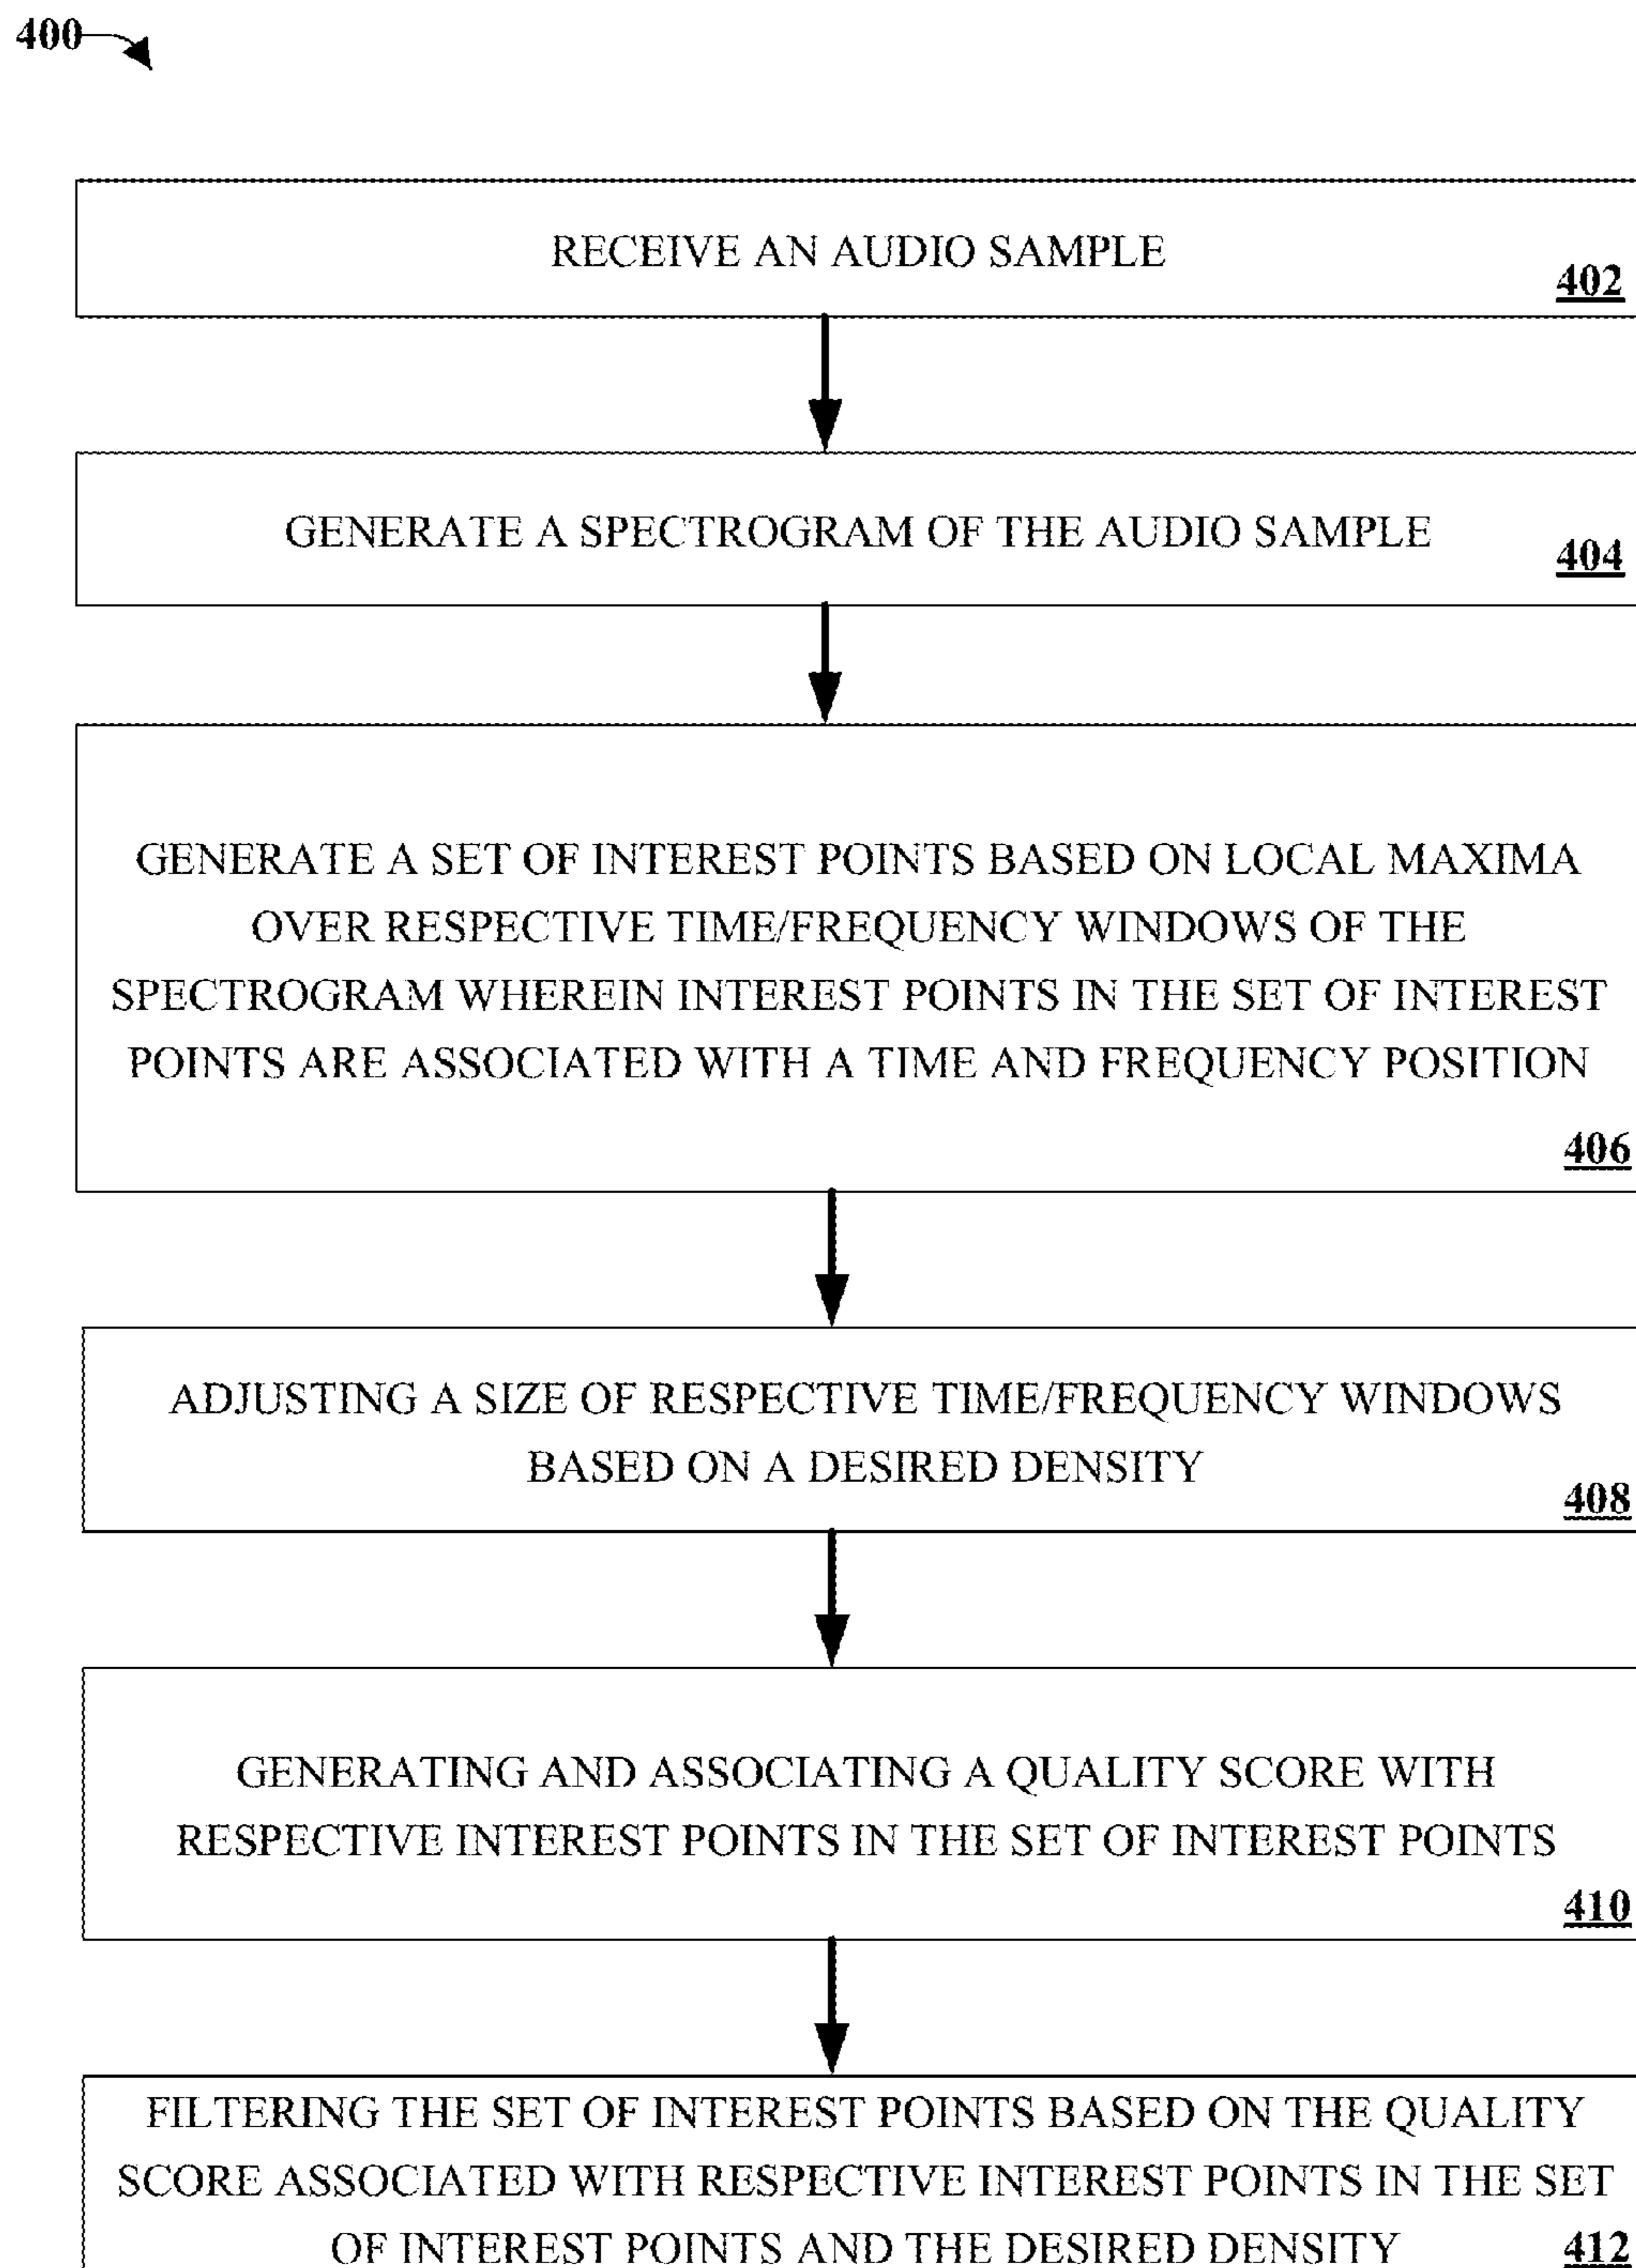 400
RECEIVE AN AUDIO SAMPLE
402
GENERATE A SPECTROGRAM OF THE AUDIO SAMPLE
404
GENERATE A SET OF INTEREST POINTS BASED ON LOCAL MAXIMA
OVER RESPECTIVE TIME/FREQUENCY WINDOWS OF THE
SPECTROGRAM WHEREIN INTEREST POINTS IN THE SET OF INTEREST
POINTS ARE ASSOCIATED WITH A TIME AND FREQUENCY POSITION
406
ADJUSTING A SIZE OF RESPECTIVE TIME/FREQUENCY WINDOWS
BASED ON A DESIRED DENSITY
408
GENERATING AND ASSOCIATING A QUALITY SCORE WITH
RESPECTIVE INTEREST POINTS IN THE SET OF INTEREST POINTS
410
FILTERING THE SET OF INTEREST POINTS BASED ON THE QUALITY
SCORE ASSOCIATED WITH RESPECTIVE INTEREST POINTS IN THE SET
OF INTEREST POINTS AND THE DESIRED DENSITY
412